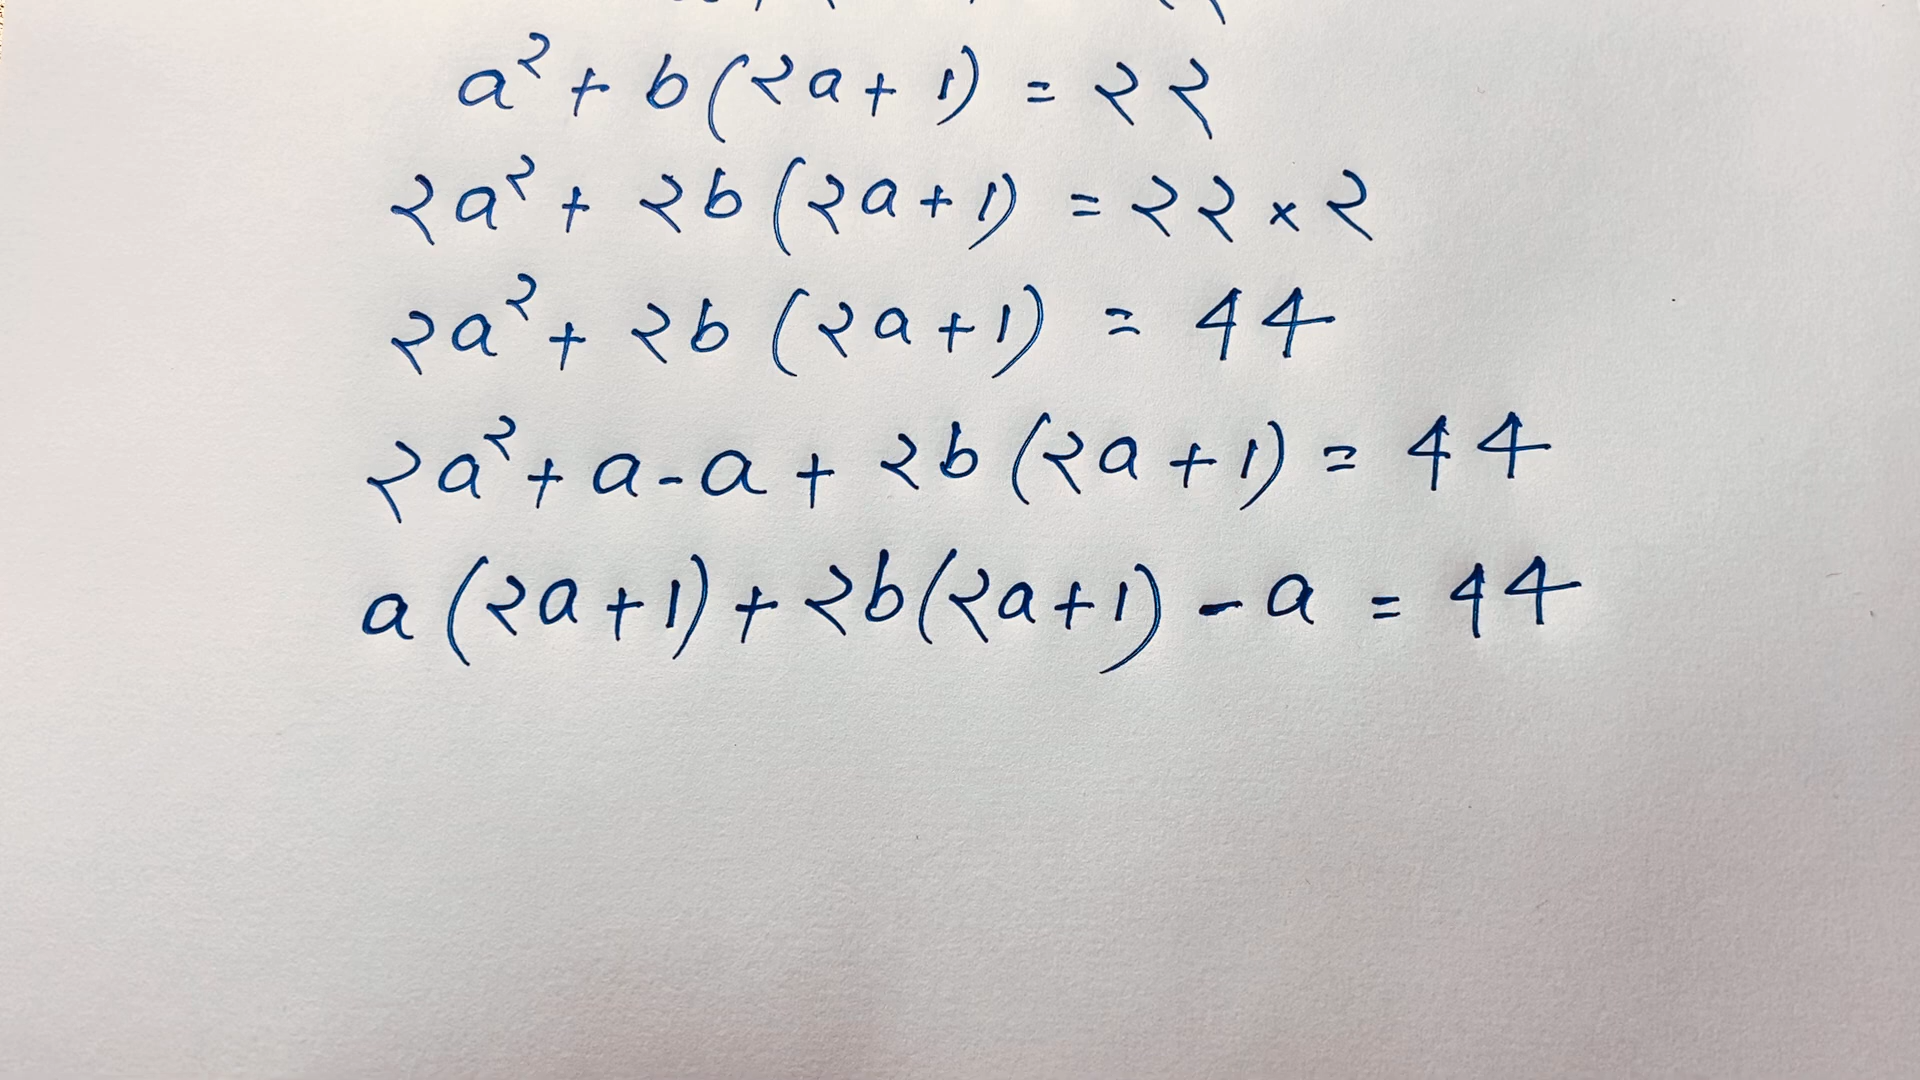 a² + b(2a + 1) = 22
2a² + 2b(2a+1) = 22 × 2
2a² + 2b (2a+1) = 44
2a² + a - a + 2b(2a+1) = 44
a(2a+1) + 2b(2a+1) - a = 44